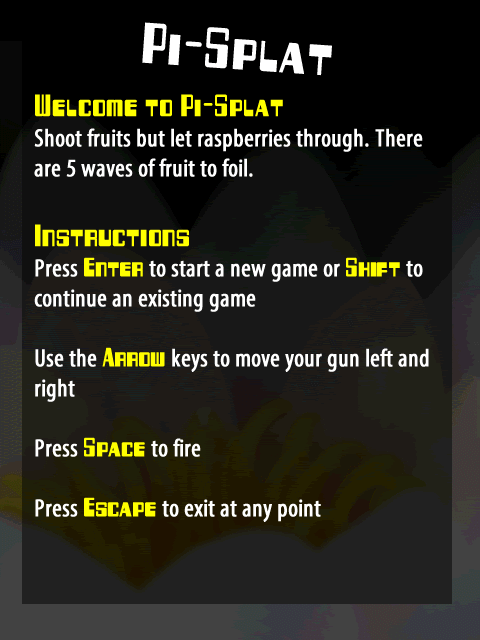 Pi-Splat
Welcome to Pi-Splat
Shoot fruits but let raspberries through. There
are 5 waves of fruit to foil.
Instructions
Press Enter to start a new game or Shift to
continue an existing game
Use the Arrow keys to move your gun left and
right
Press Space to fire
Press Escape to exit at any point